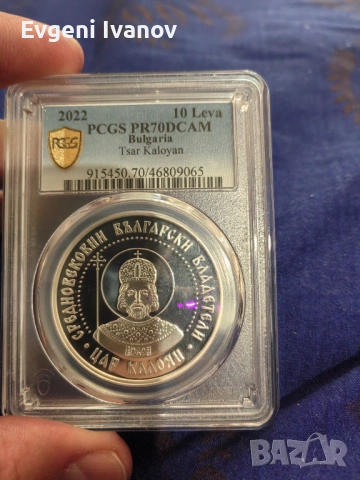 Evgeni Ivanov
2022 10 Leva
PCGS PR70DCAM
Bulgaria
Tsar Kaloyan
915450.70/46809065
PCGS
СРЕДНОВЕКОВНИ БЪЛГАРСКИ ВЛАДЕТЕЛИ
• ЦАР КАЛОЯН •
BAZAR